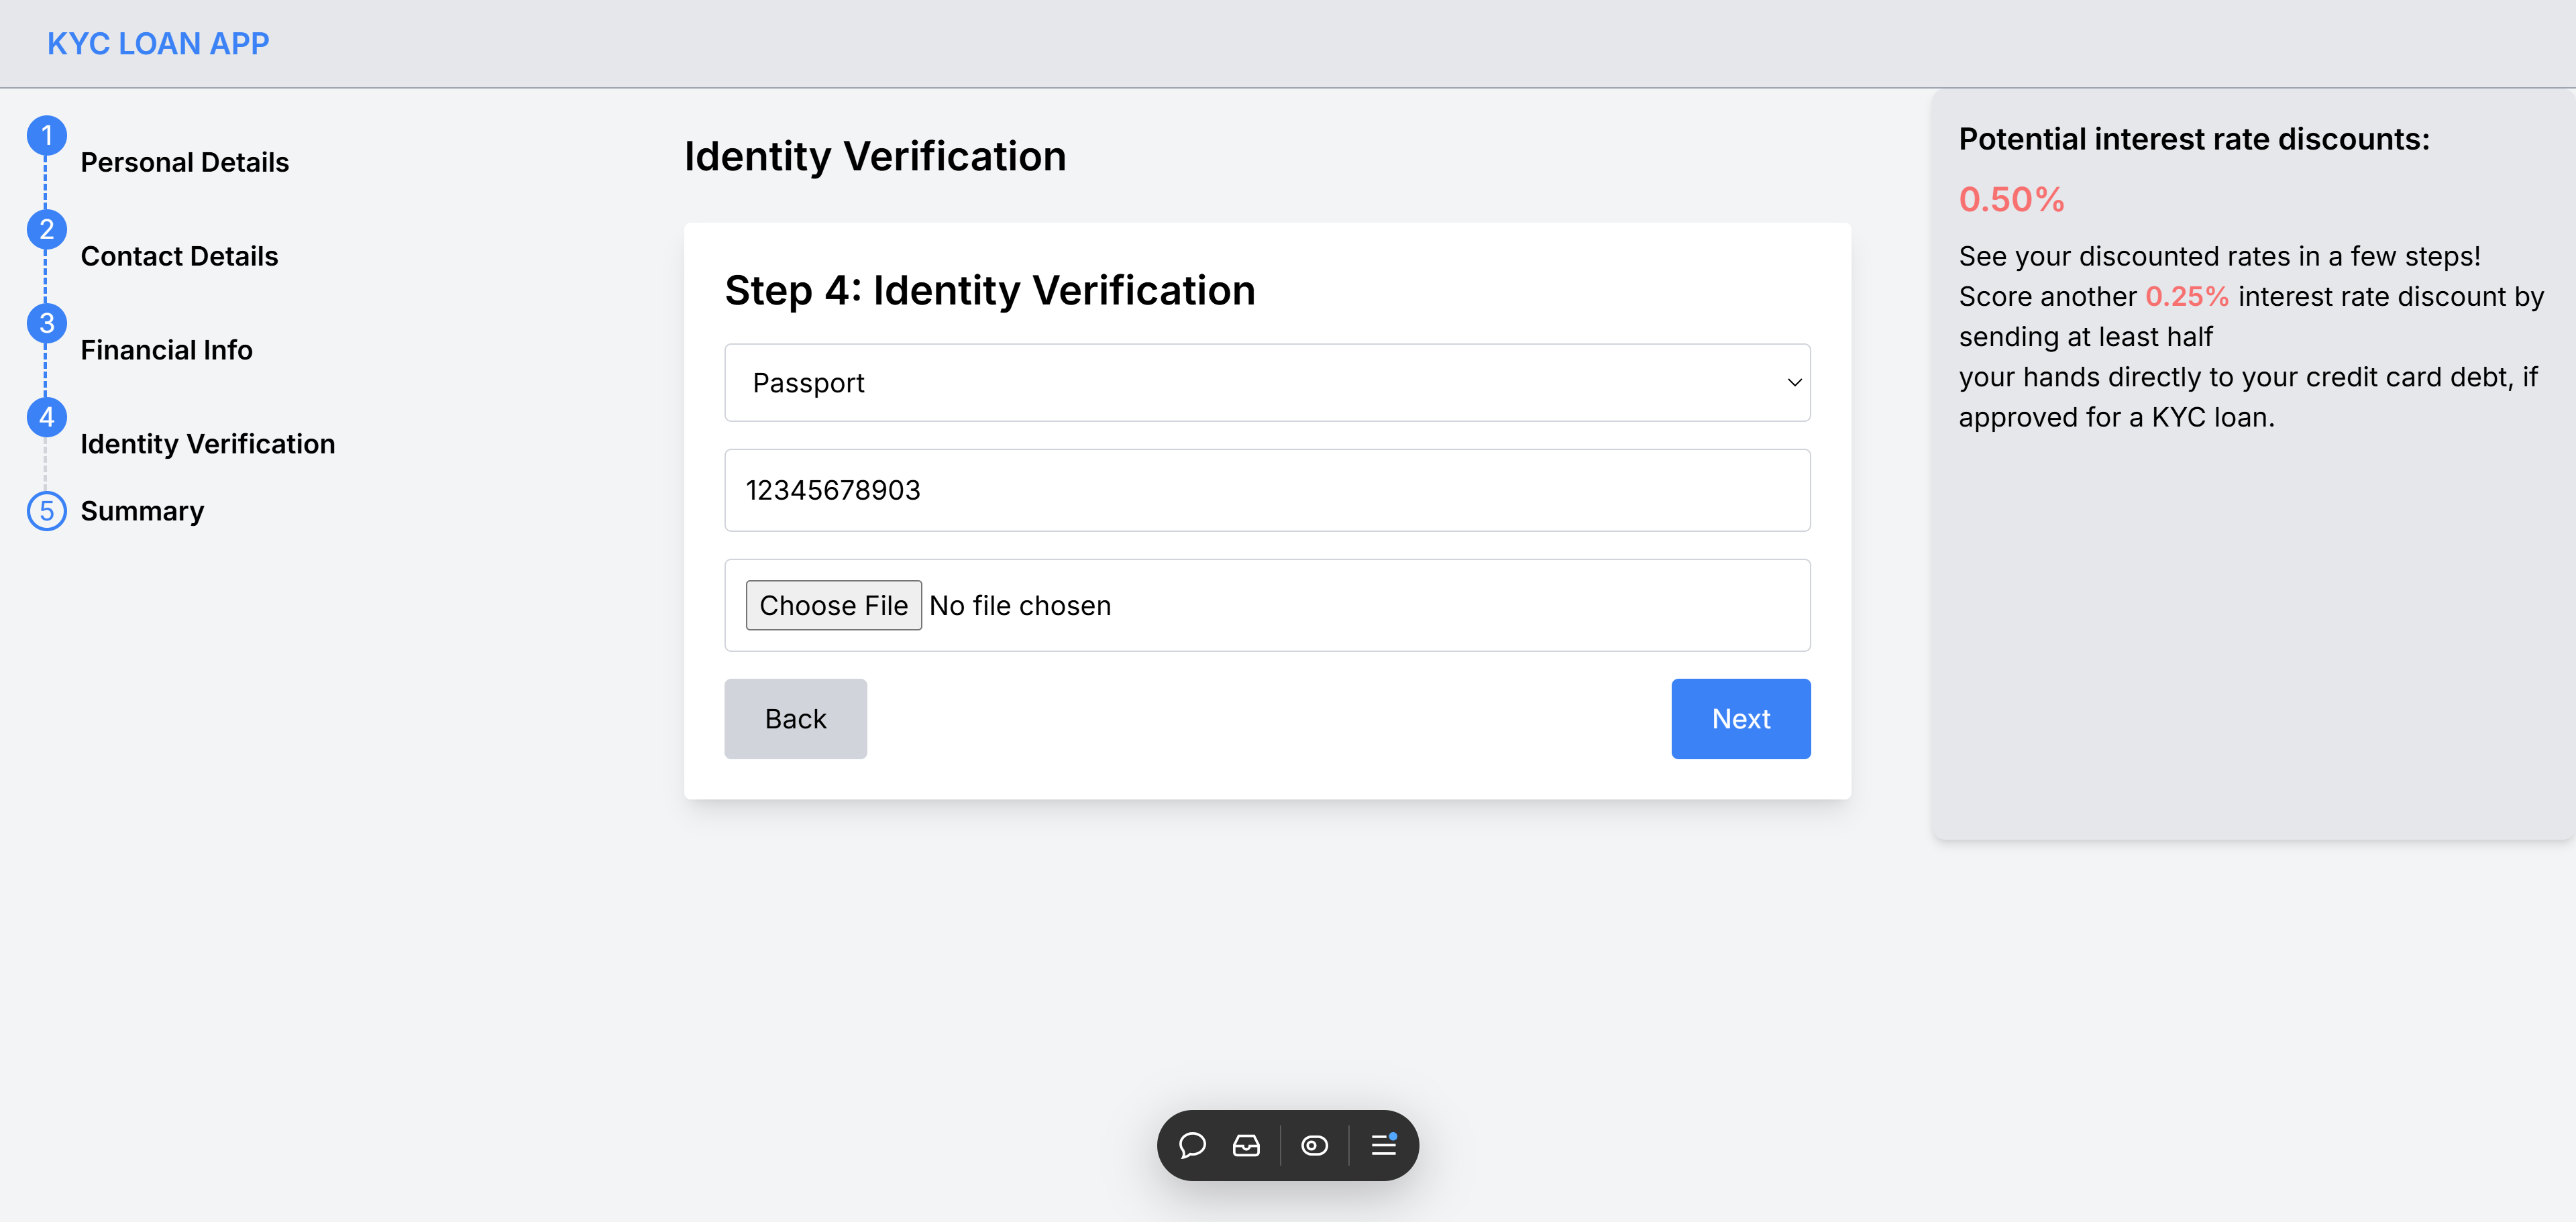 KYC LOAN APP
1
Personal Details
2
Contact Details
3
Financial Info
4
Identity Verification
5
Summary
Identity Verification
Step 4: Identity Verification
Passport
12345678903
Choose File No file chosen
Back
Next
Potential interest rate discounts:
0.50%
See your discounted rates in a few steps!
Score another 0.25% interest rate discount by
sending at least half
your hands directly to your credit card debt, if
approved for a KYC loan.